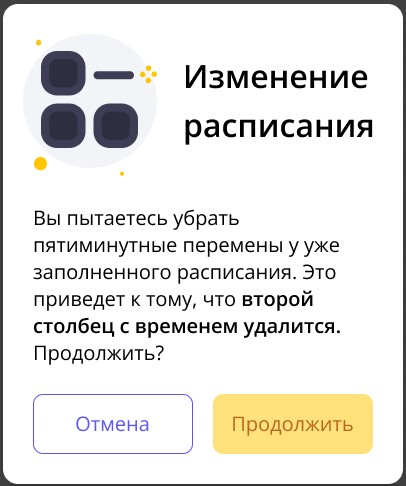 Изменение
расписания
Вы пытаетесь убрать
пятиминутные перемены у уже
заполненного расписания. Это
приведет к тому, что второй
столбец с временем удалится.
Продолжить?
Отмена
Продолжить